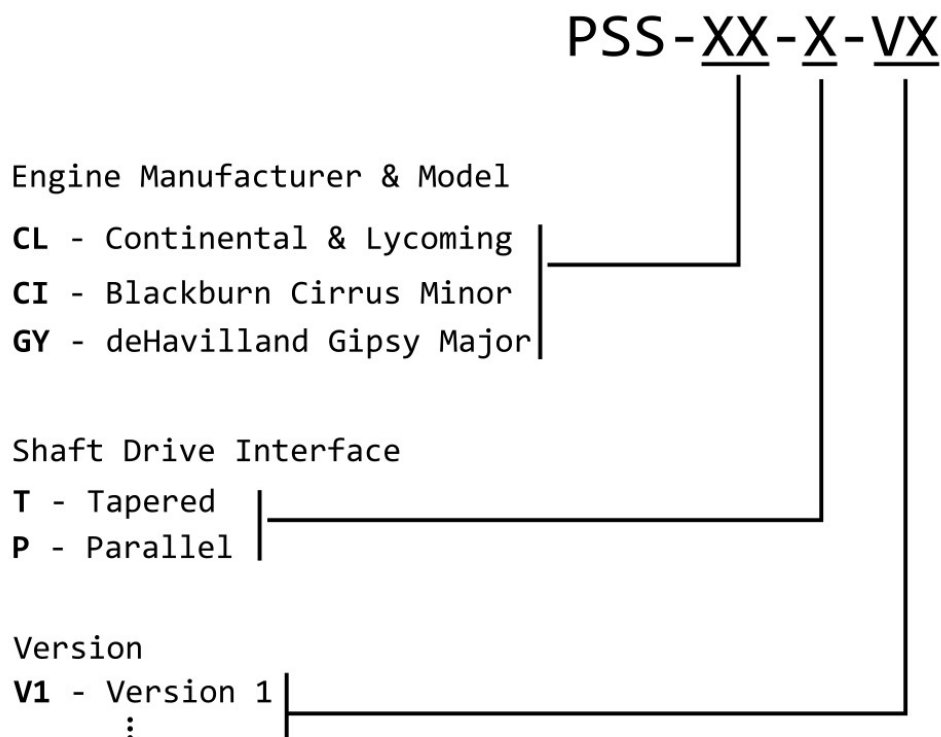 PSS-XX-X-VX
Engine Manufacturer & Model
CL - Continental & Lycoming
CI - Blackburn Cirrus Minor
GY - deHavilland Gipsy Major
Shaft Drive Interface
T - Tapered
P - Parallel
Version
V1 - Version 1
⋮